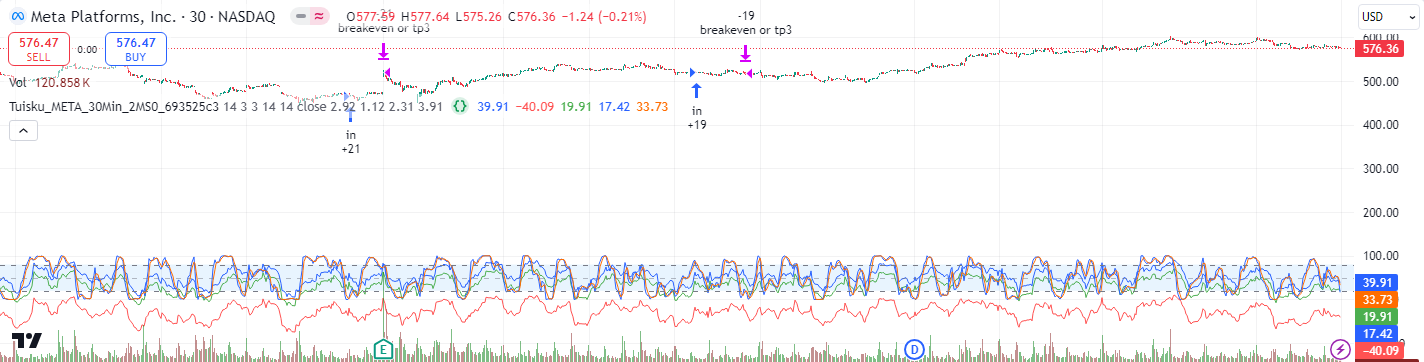 Meta Platforms, Inc. · 30 · NASDAQ O577.59 H577.64 L575.26 C576.36 −1.24 (−0.21%)
576.47 SELL 0.00 576.47 BUY
Vol 120.858 K
Tuisku_META_30Min_2MS0_693525c3 14 3 3 14 14 close 2.92 1.12 2.31 3.91 {} 39.91 −40.09 19.91 17.42 33.73
-21
breakeven or tp3
-19
breakeven or tp3
in
+21
in
+19
USD
600.00
576.36
500.00
400.00
300.00
200.00
100.00
39.91
33.73
19.91
17.42
−40.09
E
D